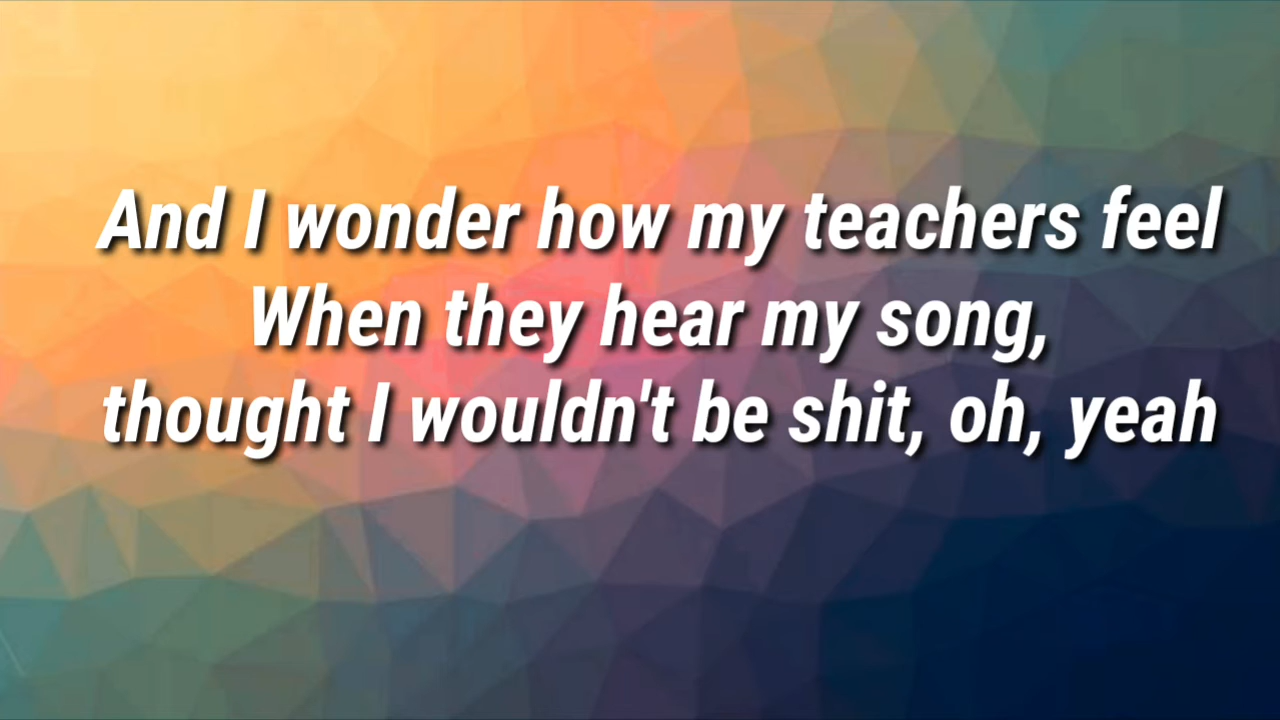 And I wonder how my teachers feel
When they hear my song,
thought I wouldn't be shit, oh, yeah